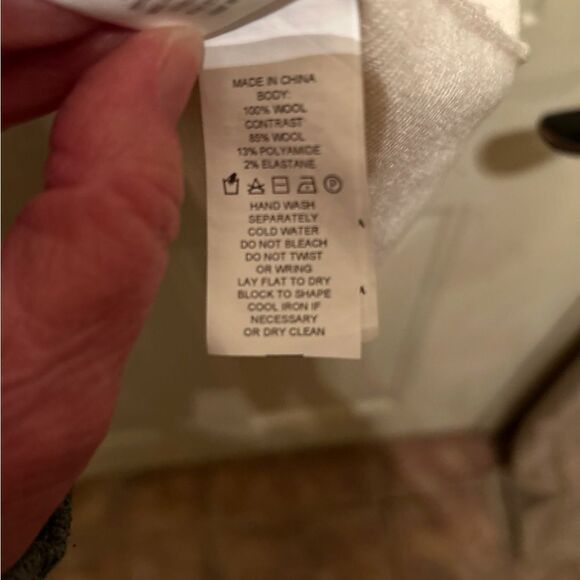 MADE IN CHINA
BODY:
100% WOOL
CONTRAST
85% WOOL
13% POLYAMIDE
2% ELASTANE
HAND WASH
SEPARATELY
COLD WATER
DO NOT BLEACH
DO NOT TWIST
OR WRING
LAY FLAT TO DRY
BLOCK TO SHAPE
COOL IRON IF
NECESSARY
OR DRY CLEAN